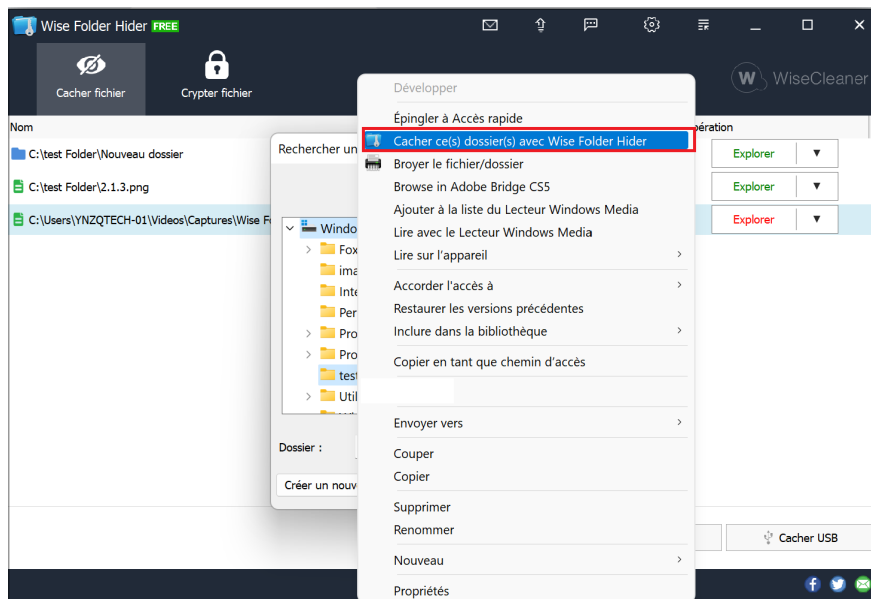 Wise Folder Hider FREE
Cacher fichier
Crypter fichier
W WiseCleaner
Nom
pération
C:\test Folder\Nouveau dossier
Explorer
C:\test Folder\2.1.3.png
Explorer
C:\Users\YNZQTECH-01\Videos\Captures\Wise Fo
Explorer
Rechercher un
Windo
Fox
ima
Inte
Per
Pro
Pro
test
Util
Dossier :
Créer un nouv
Développer
Épingler à Accès rapide
Cacher ce(s) dossier(s) avec Wise Folder Hider
Broyer le fichier/dossier
Browse in Adobe Bridge CS5
Ajouter à la liste du Lecteur Windows Media
Lire avec le Lecteur Windows Media
Lire sur l'appareil
Accorder l'accès à
Restaurer les versions précédentes
Inclure dans la bibliothèque
Copier en tant que chemin d'accès
Envoyer vers
Couper
Copier
Supprimer
Renommer
Nouveau
Propriétés
Cacher USB